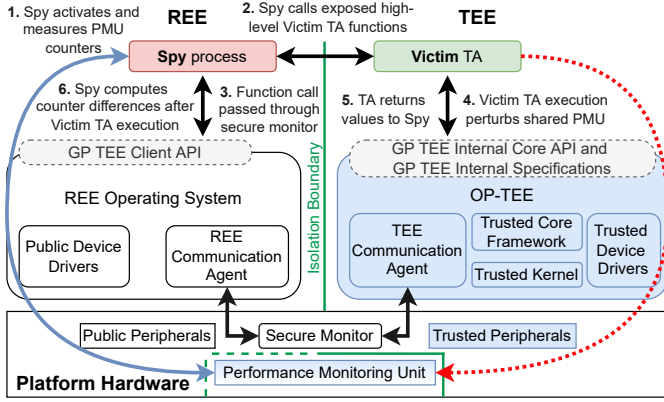 1. Spy activates and
measures PMU
counters
REE
2. Spy calls exposed high-
level Victim TA functions
TEE
Spy process
Victim TA
6. Spy computes
counter differences after
Victim TA execution
3. Function call
passed through
secure monitor
5. TA returns
values to Spy
4. Victim TA execution
perturbs shared PMU
GP TEE Client API
GP TEE Internal Core API and
GP TEE Internal Specifications
REE Operating System
Isolation Boundary
OP-TEE
Public Device
Drivers
REE
Communication
Agent
TEE
Communication
Agent
Trusted Core
Framework
Trusted Kernel
Trusted
Device
Drivers
Public Peripherals
Secure Monitor
Trusted Peripherals
Platform Hardware
Performance Monitoring Unit